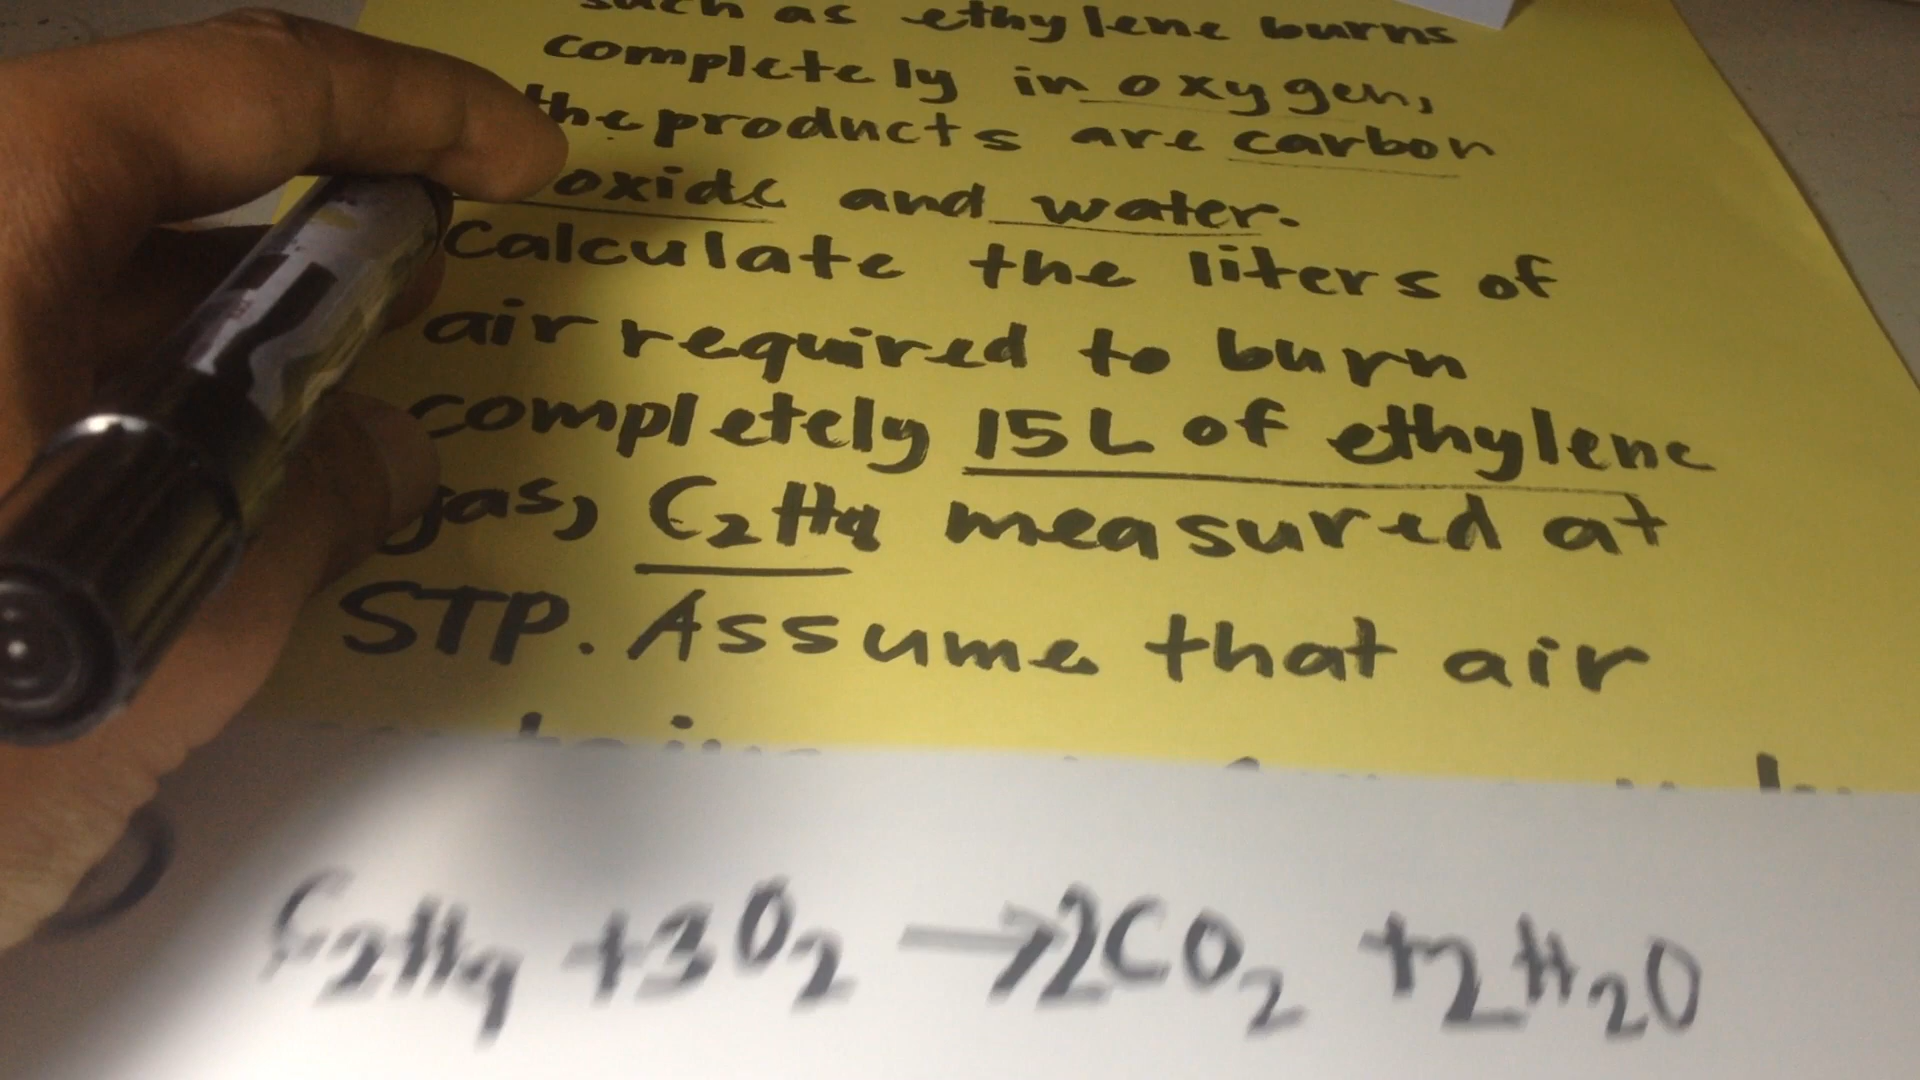 such as ethylene burns
completely in oxygen,
the products are carbon
oxide and water.
Calculate the liters of
air required to burn
completely 15L of ethylene
gas, C2H4 measured at
STP. Assume that air
C2H4 + 3O2 → 2CO2 + 2H2O